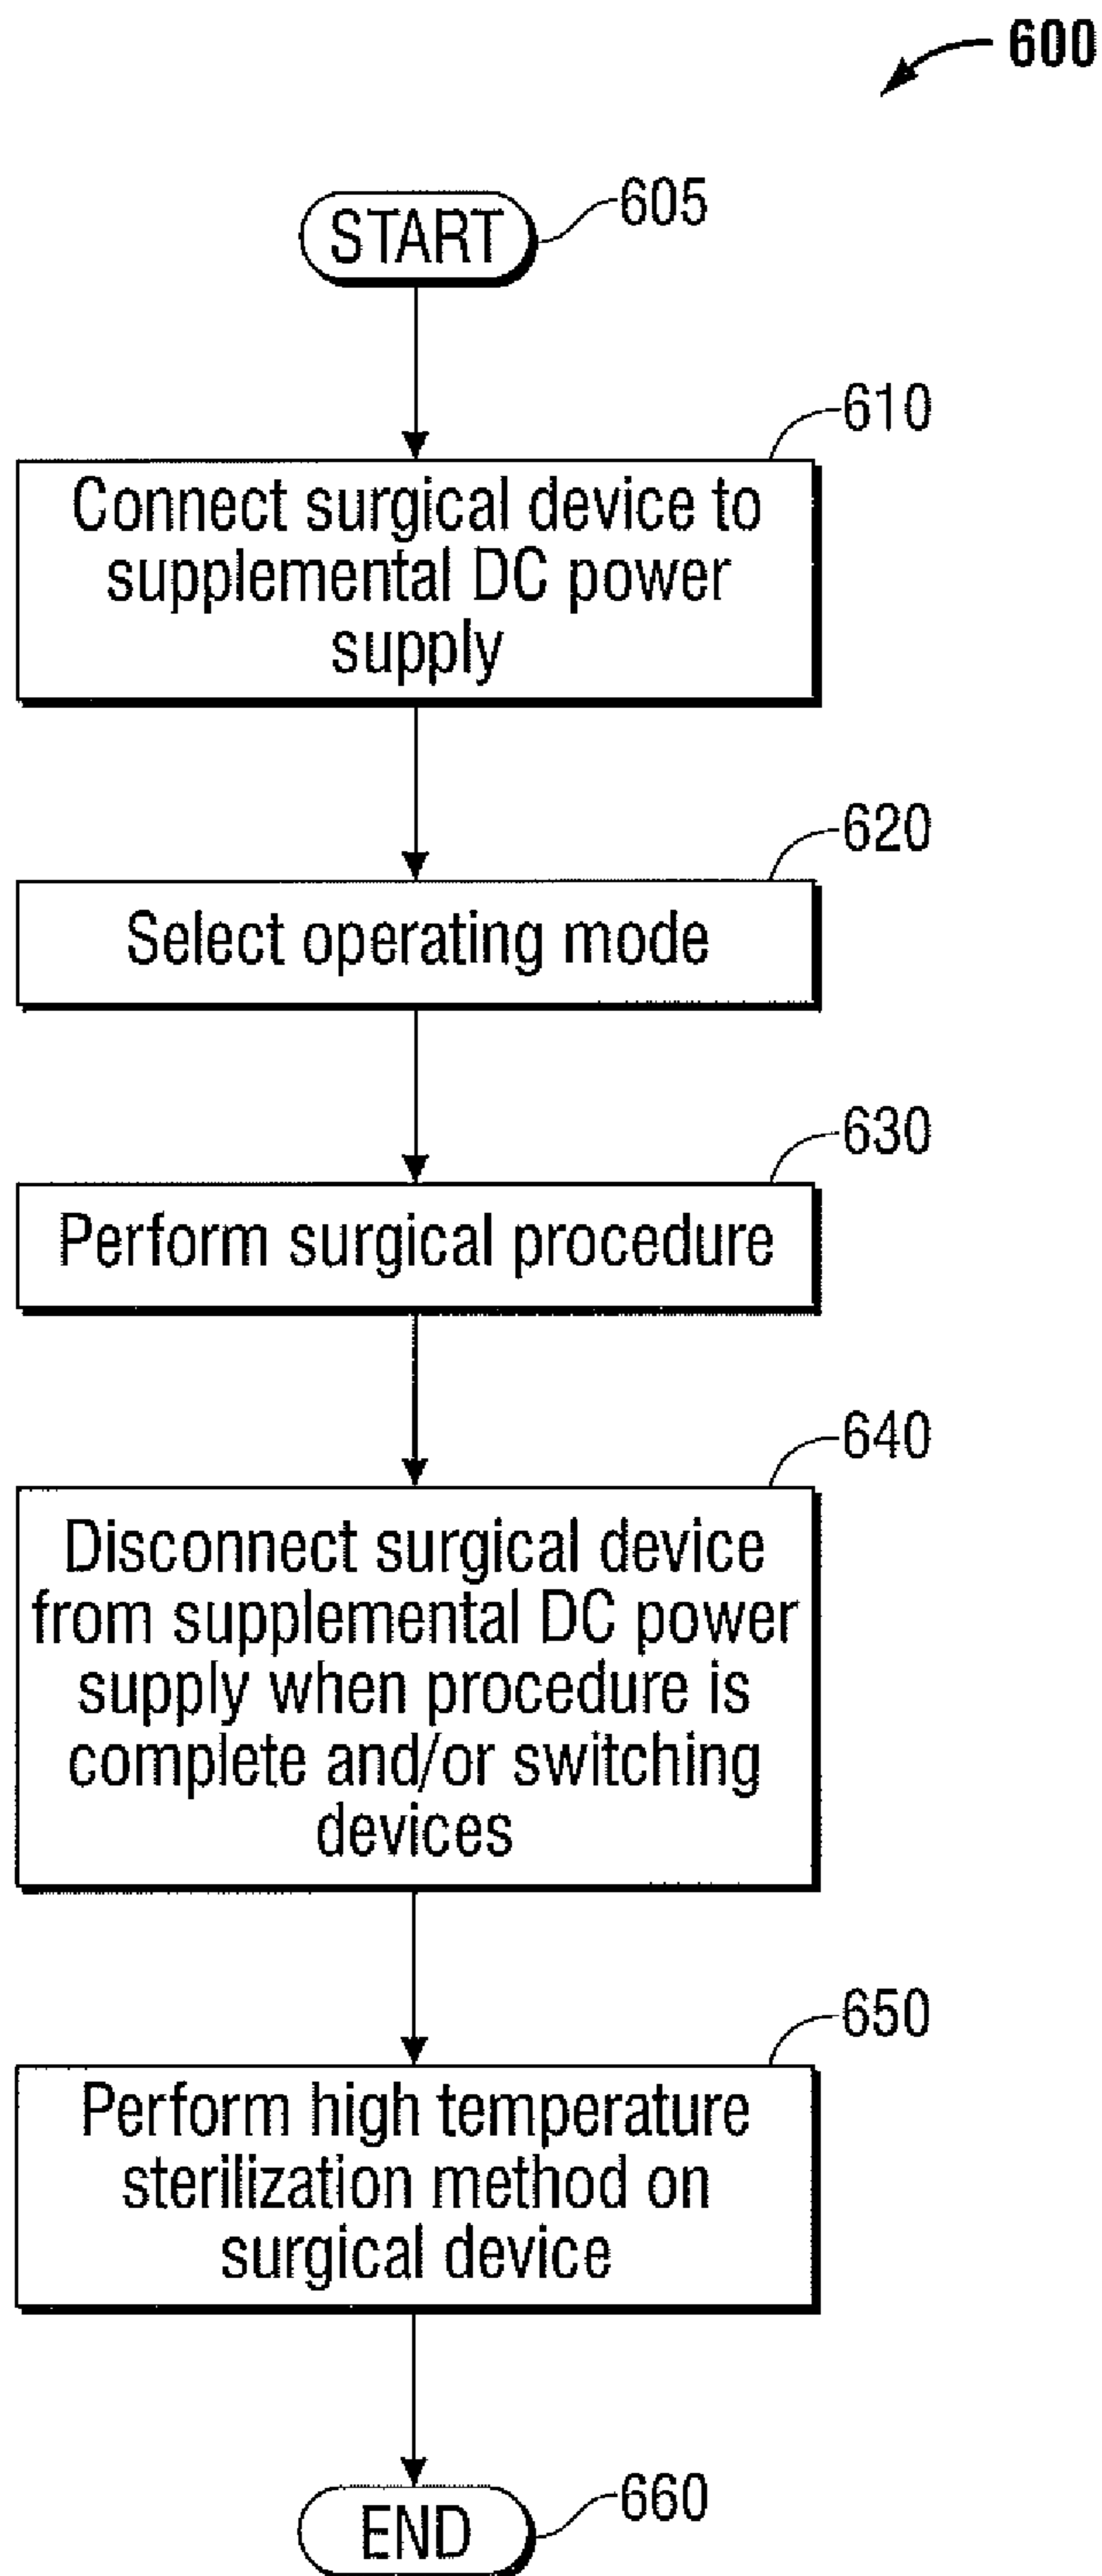 600
START
605
610
Connect surgical device to
supplemental DC power
supply
620
Select operating mode
630
Perform surgical procedure
640
Disconnect surgical device
from supplemental DC power
supply when procedure is
complete and/or switching
devices
650
Perform high temperature
sterilization method on
surgical device
END
660